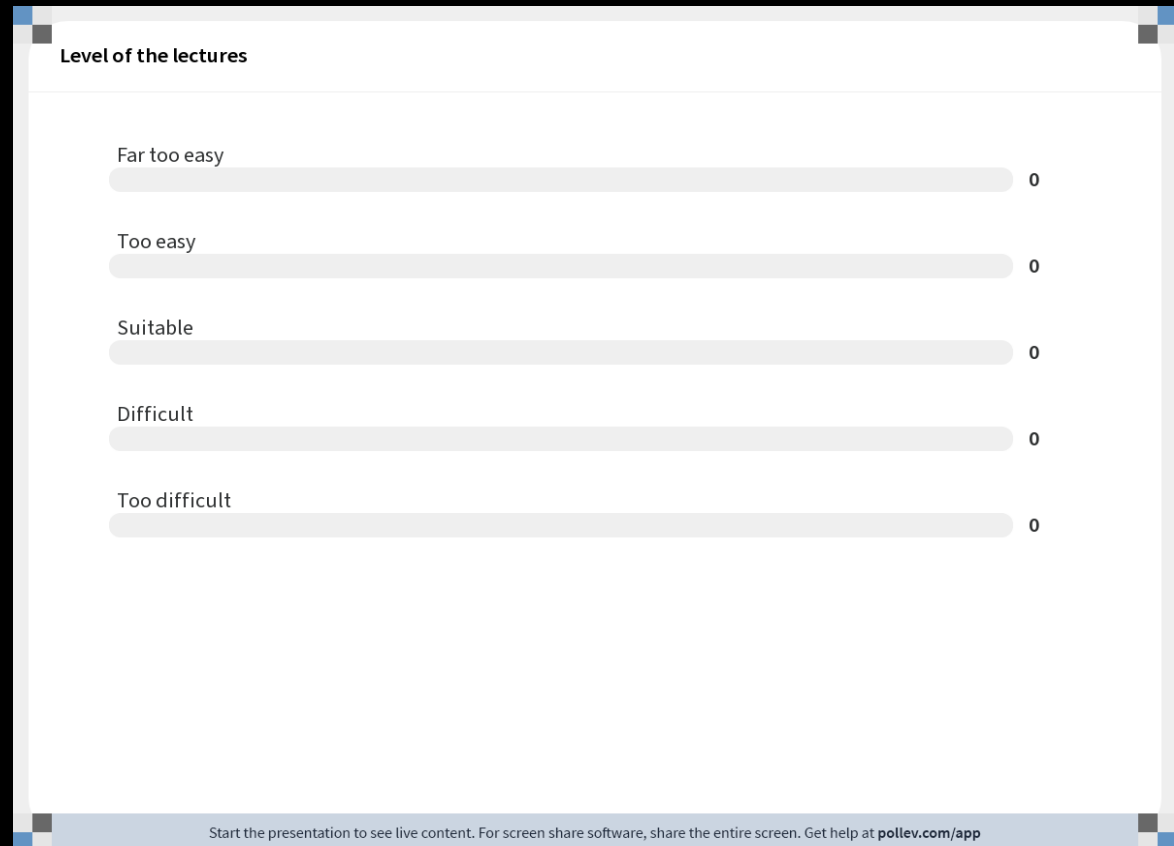 Level of the lectures
Far too easy
0
Too easy
0
Suitable
0
Difficult
0
Too difficult
0
Start the presentation to see live content. For screen share software, share the entire screen. Get help at pollev.com/app